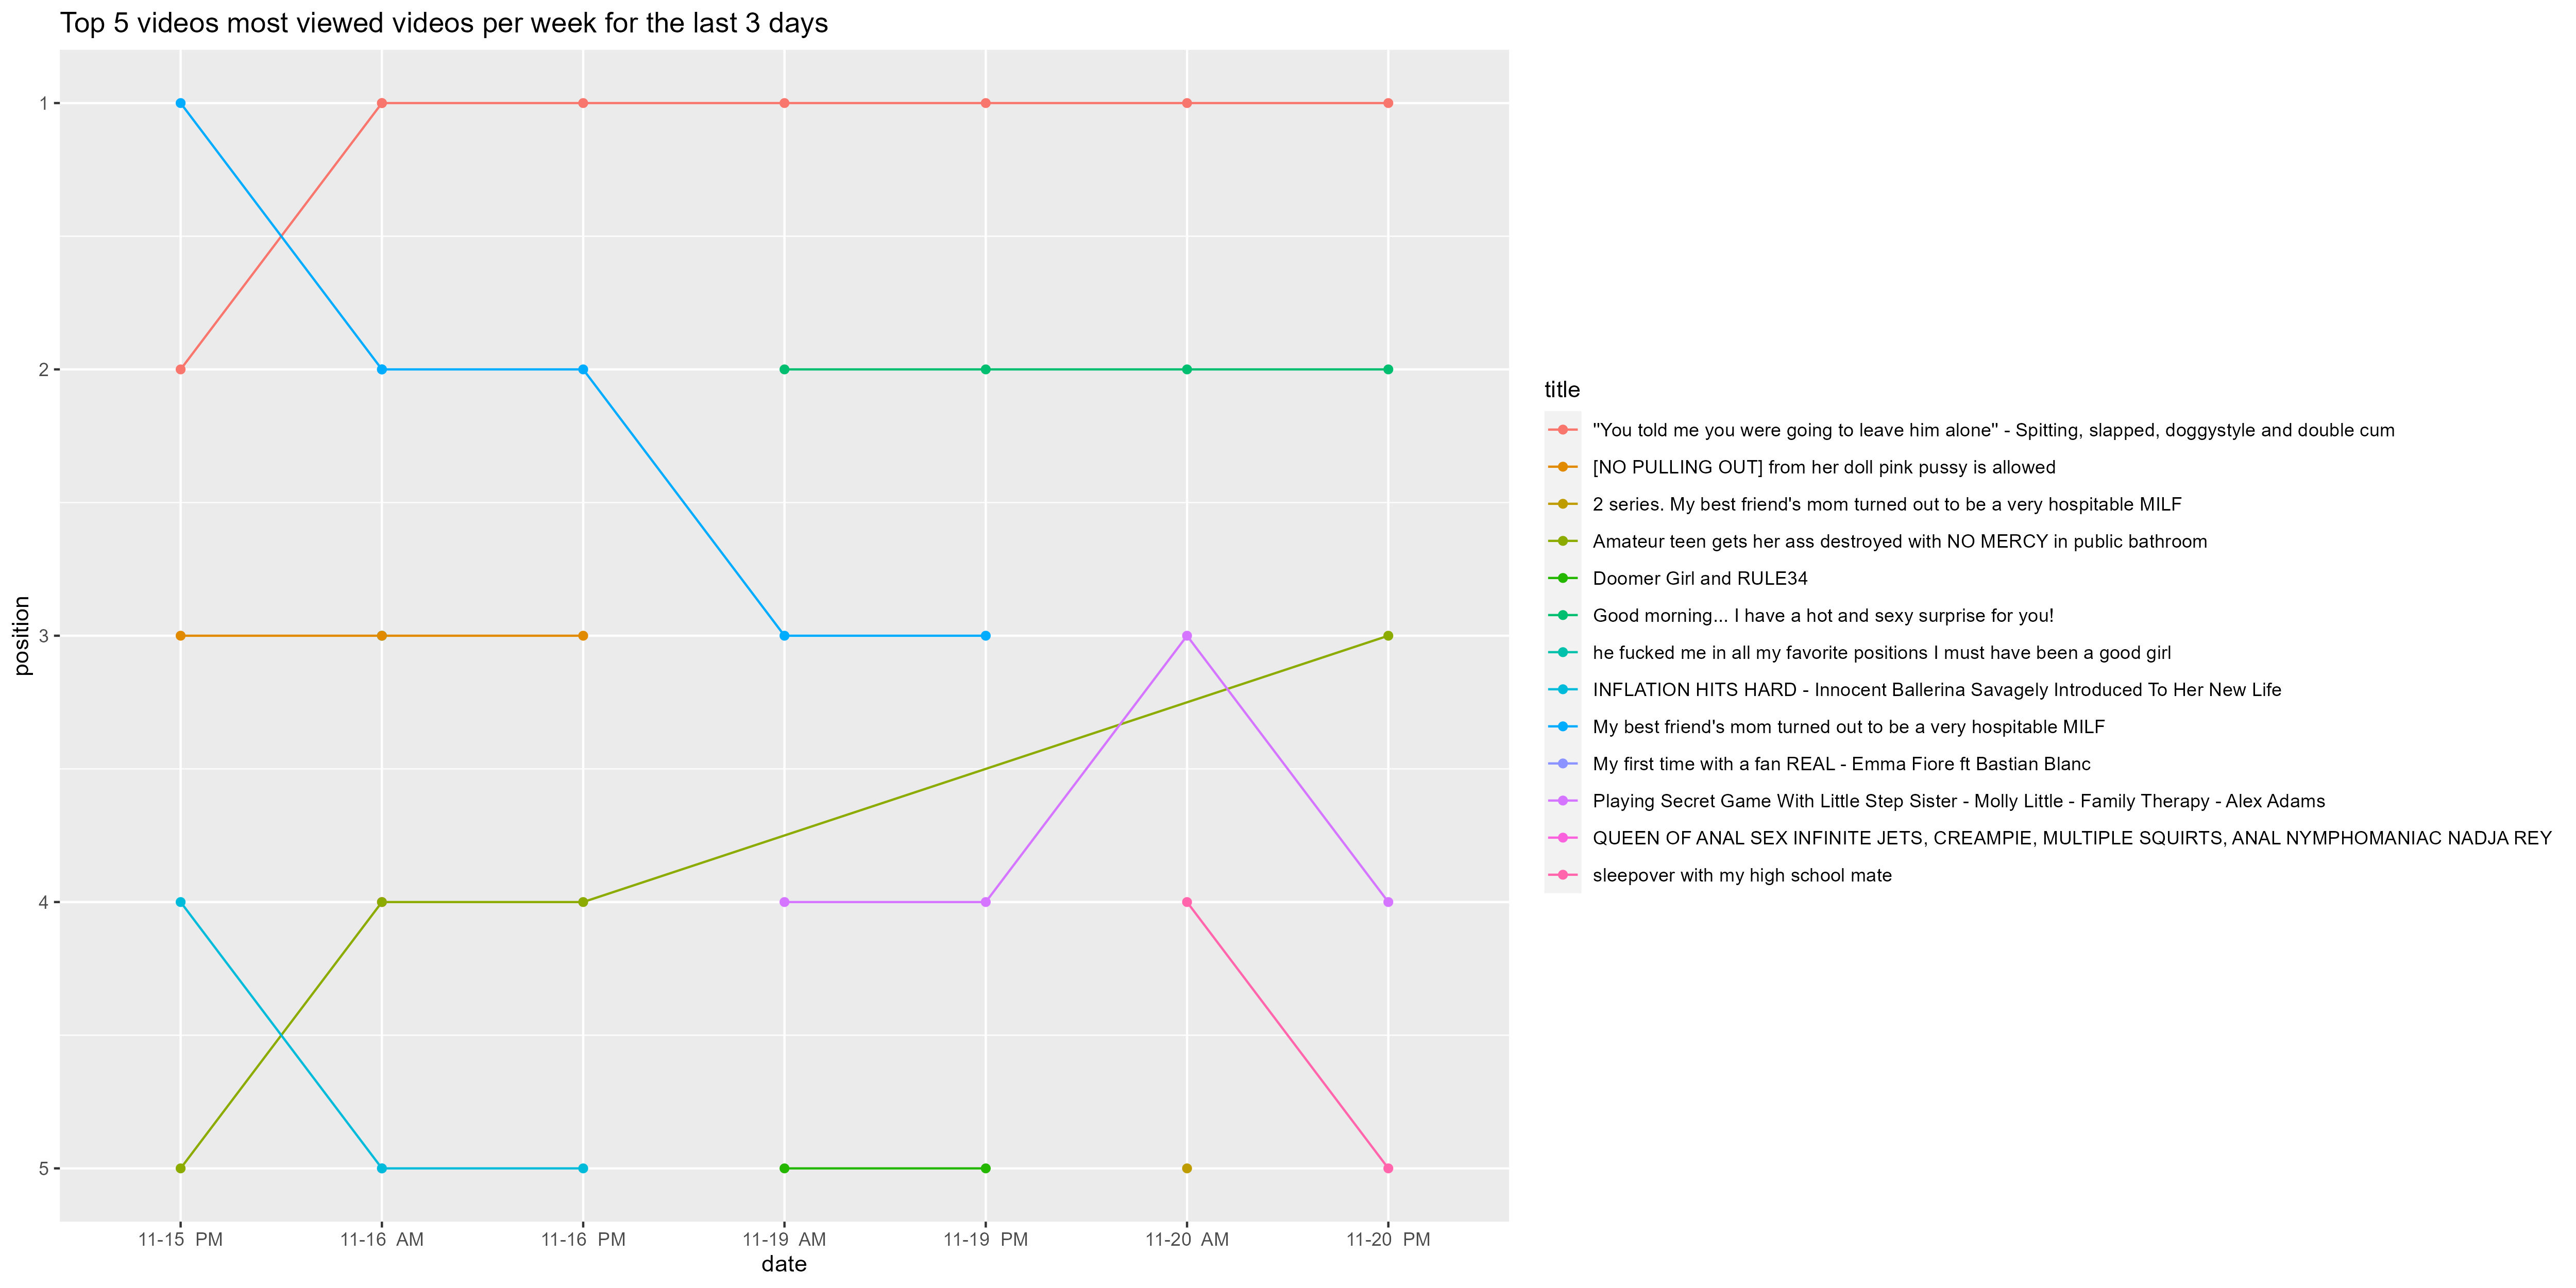 Top 5 videos most viewed videos per week for the last 3 days
position
1
2
3
4
5
11-15 PM
11-16 AM
11-16 PM
11-19 AM
11-19 PM
11-20 AM
11-20 PM
date
title
"You told me you were going to leave him alone" - Spitting, slapped, doggystyle and double cum
[NO PULLING OUT] from her doll pink pussy is allowed
2 series. My best friend's mom turned out to be a very hospitable MILF
Amateur teen gets her ass destroyed with NO MERCY in public bathroom
Doomer Girl and RULE34
Good morning... I have a hot and sexy surprise for you!
he fucked me in all my favorite positions I must have been a good girl
INFLATION HITS HARD - Innocent Ballerina Savagely Introduced To Her New Life
My best friend's mom turned out to be a very hospitable MILF
My first time with a fan REAL - Emma Fiore ft Bastian Blanc
Playing Secret Game With Little Step Sister - Molly Little - Family Therapy - Alex Adams
QUEEN OF ANAL SEX INFINITE JETS, CREAMPIE, MULTIPLE SQUIRTS, ANAL NYMPHOMANIAC NADJA REY
sleepover with my high school mate